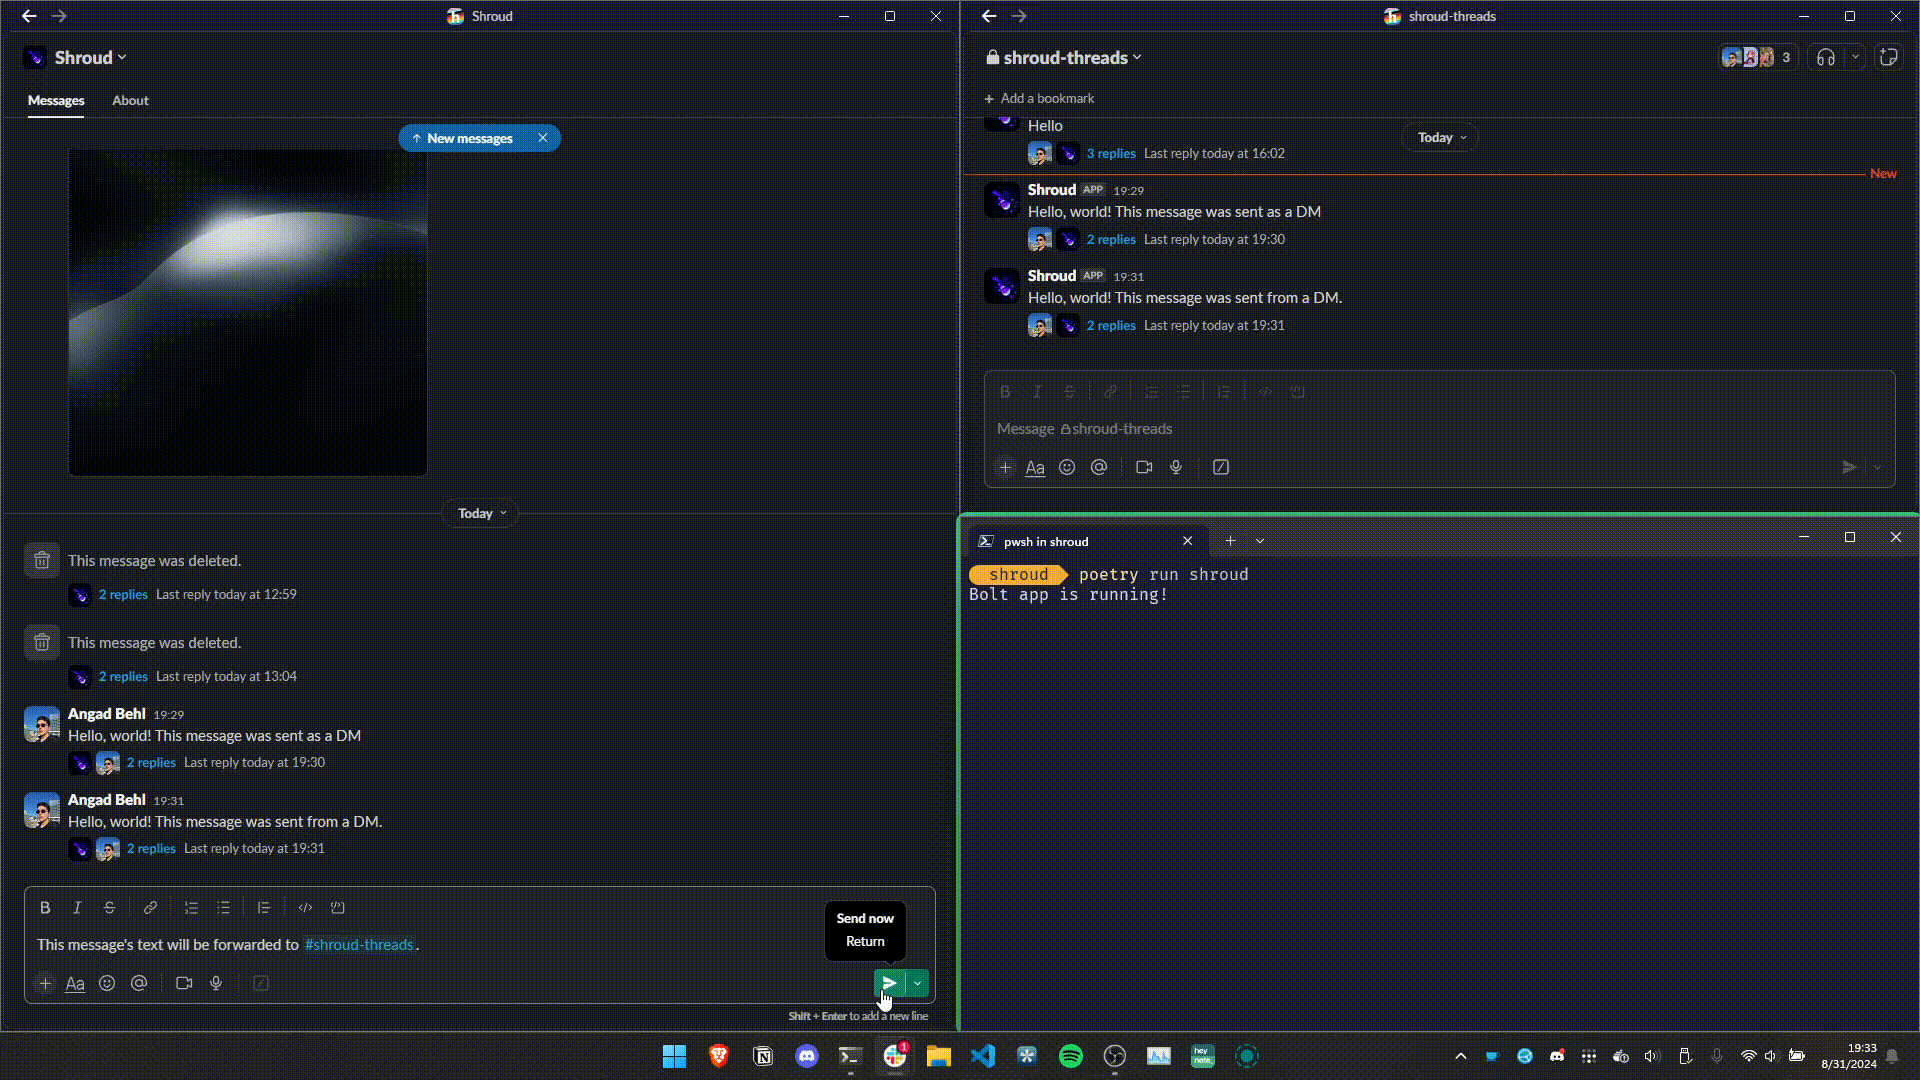 Shroud
Shroud
Messages
About
New messages
Today
This message was deleted.
2 replies Last reply today at 12:59
This message was deleted.
2 replies Last reply today at 13:04
Angad Behl 19:29
Hello, world! This message was sent as a DM
2 replies Last reply today at 19:30
Angad Behl 19:31
Hello, world! This message was sent from a DM.
2 replies Last reply today at 19:31
Send now
Return
This message's text will be forwarded to #shroud-threads.
Aa
Shift + Enter to add a new line
shroud-threads
shroud-threads
3
Add a bookmark
Hello
Today
3 replies Last reply today at 16:02
New
Shroud APP 19:29
Hello, world! This message was sent as a DM
2 replies Last reply today at 19:30
Shroud APP 19:31
Hello, world! This message was sent from a DM.
2 replies Last reply today at 19:31
Message shroud-threads
Aa
pwsh in shroud
shroud poetry run shroud
Bolt app is running!
1
hey
note
19:33
8/31/2024